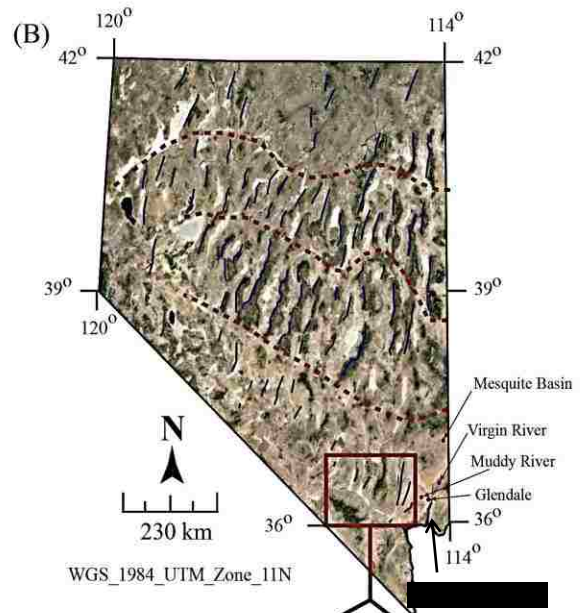 (B)
120°
114°
42°
42°
39°
39°
120°
Mesquite Basin
Virgin River
N
Muddy River
Glendale
230 km
36°
36°
114°
WGS_1984_UTM_Zone_11N